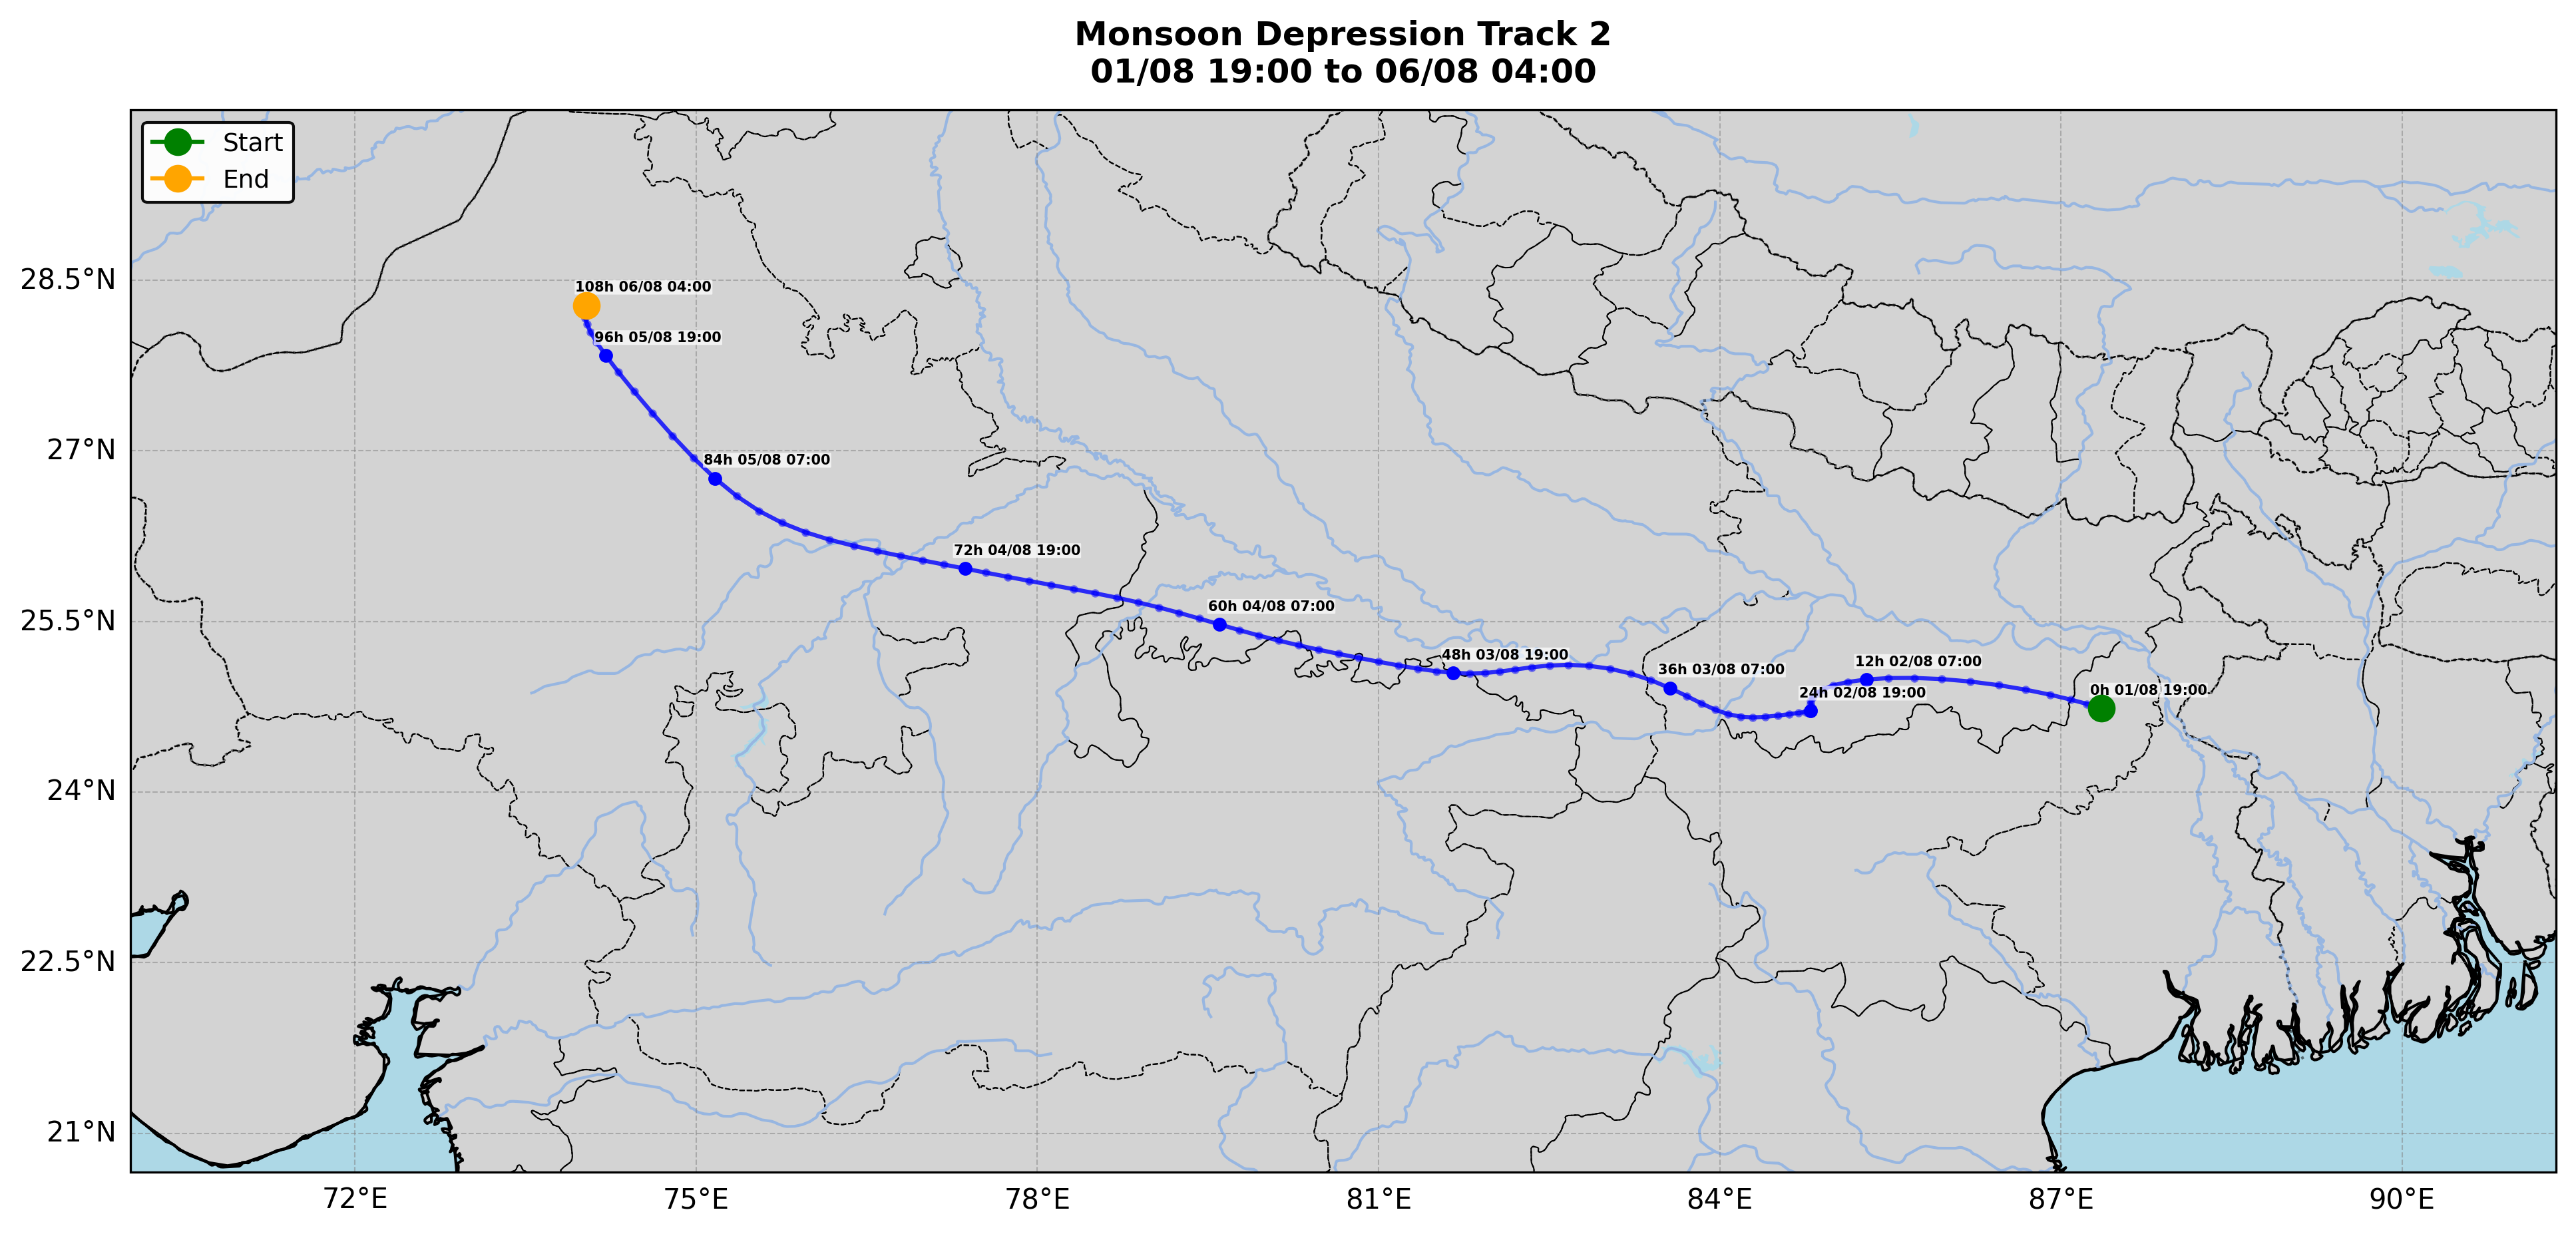 Monsoon Depression Track 2
01/08 19:00 to 06/08 04:00
Start
End
28.5°N
27°N
25.5°N
24°N
22.5°N
21°N
108h 06/08 04:00
96h 05/08 19:00
84h 05/08 07:00
72h 04/08 19:00
60h 04/08 07:00
48h 03/08 19:00
36h 03/08 07:00
12h 02/08 07:00
24h 02/08 19:00
0h 01/08 19:00
72°E
75°E
78°E
81°E
84°E
87°E
90°E